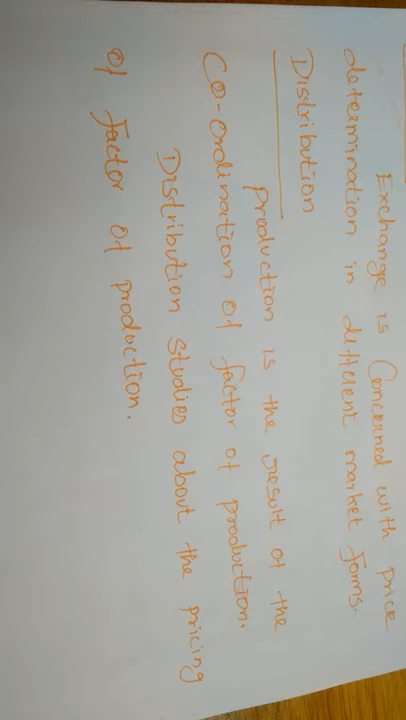 Exchange is Concerned with price
determination in different market forms.
Distribution
Production is the result of the
Co-ordination of factor of production.
Distribution studies about the pricing
of factor of production.